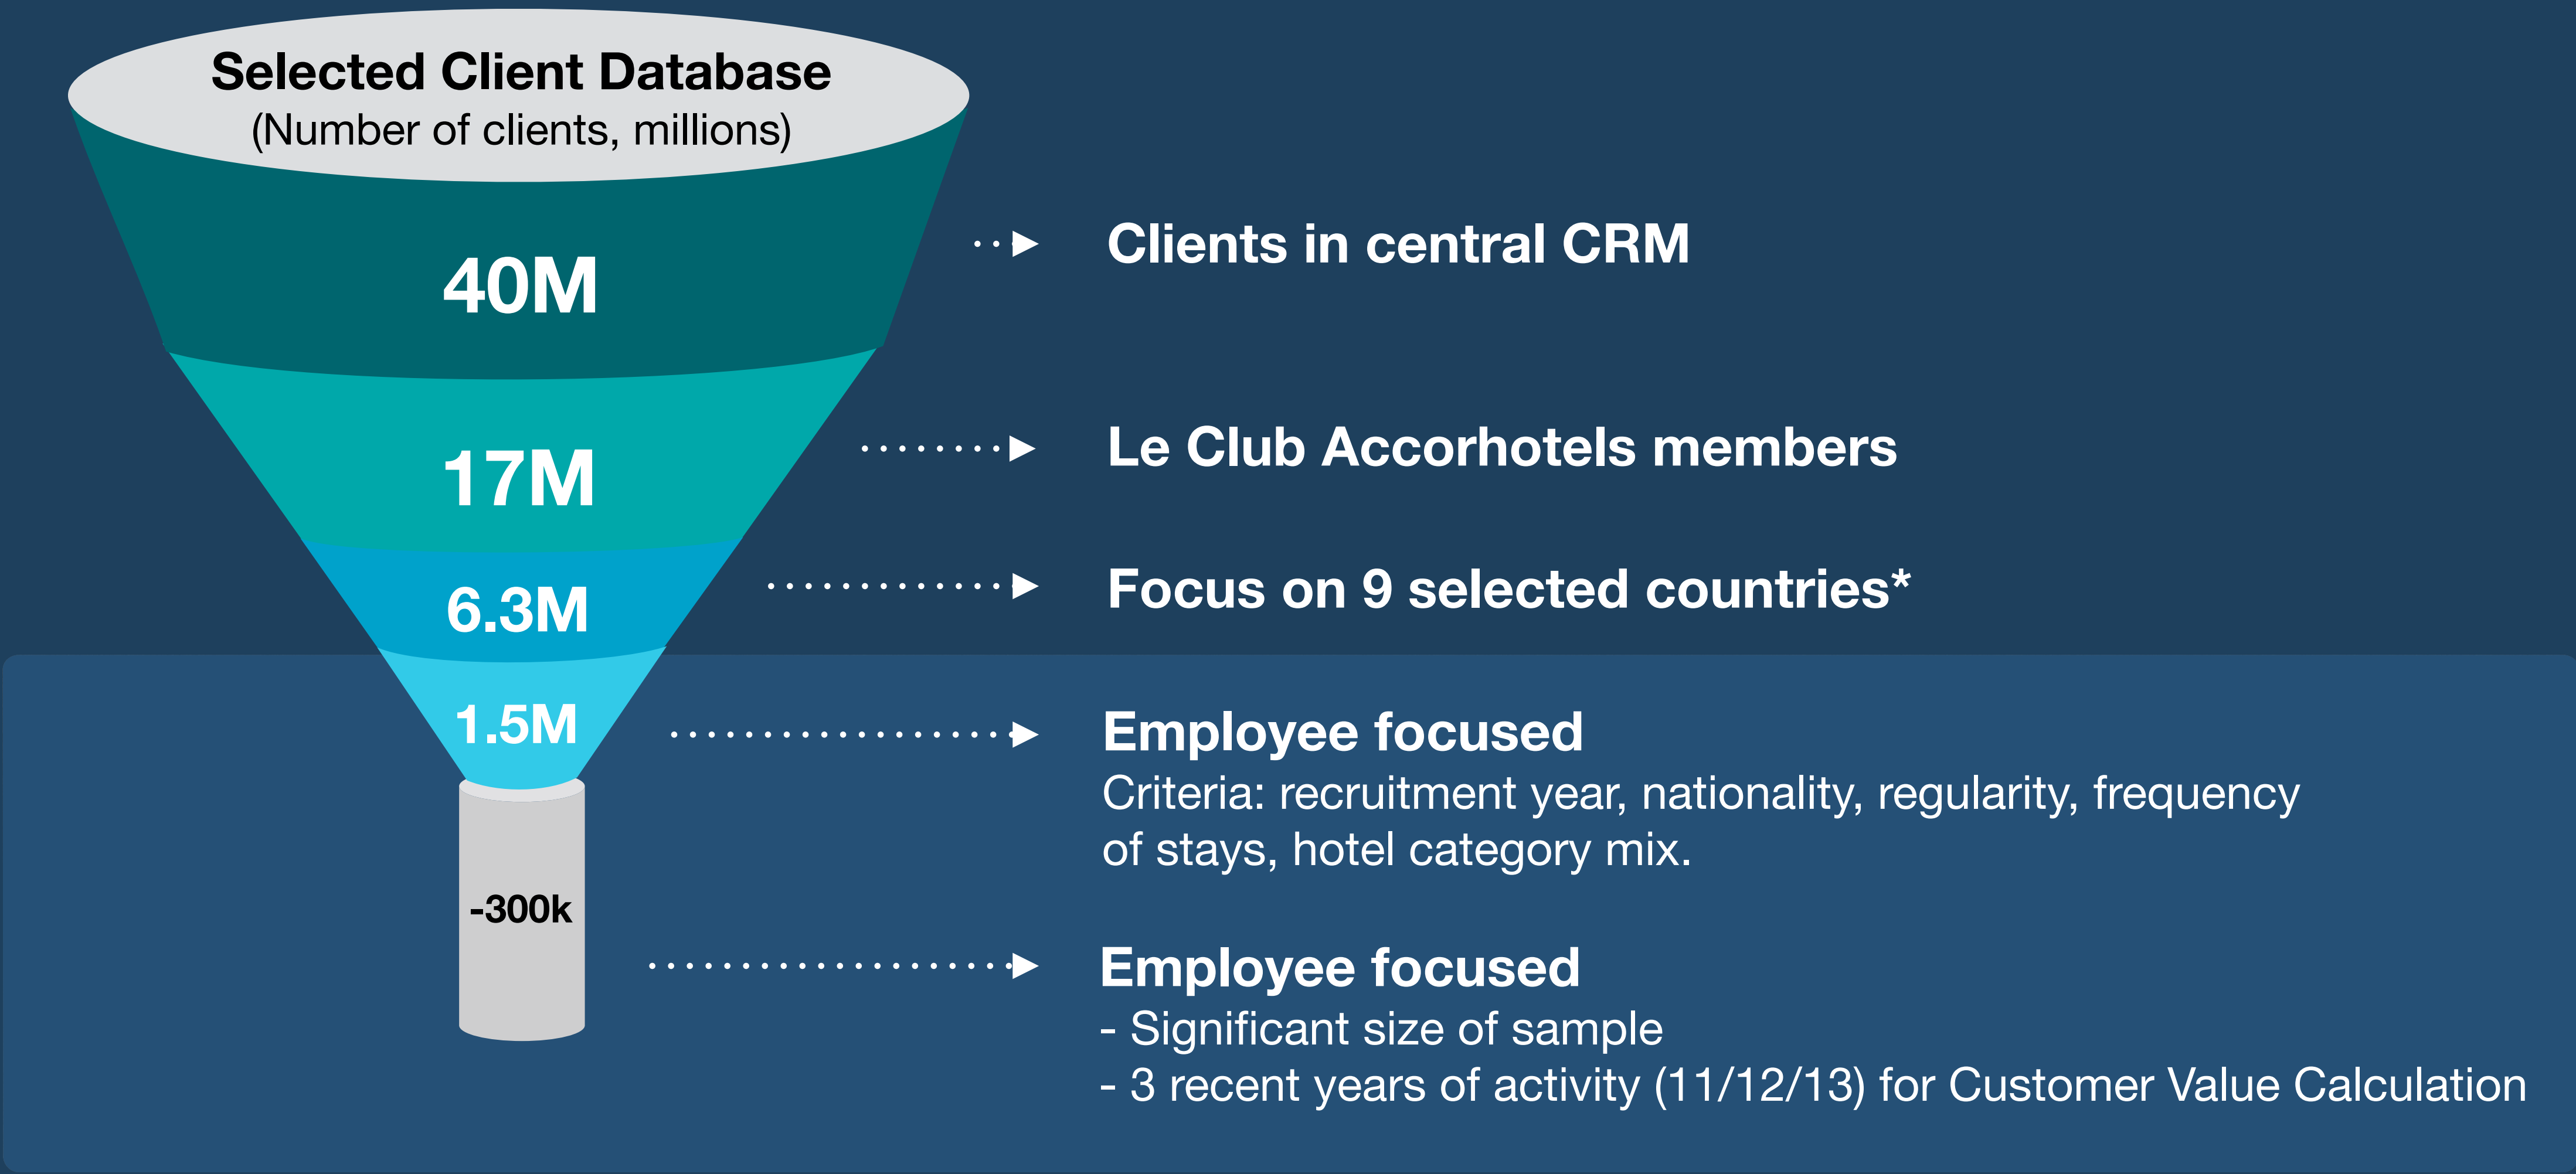 Selected Client Database
(Number of clients, millions)
40M
Clients in central CRM
17M
Le Club Accorhotels members
6.3M
Focus on 9 selected countries*
1.5M
Employee focused
Criteria: recruitment year, nationality, regularity, frequency
of stays, hotel category mix.
-300k
Employee focused
- Significant size of sample
- 3 recent years of activity (11/12/13) for Customer Value Calculation